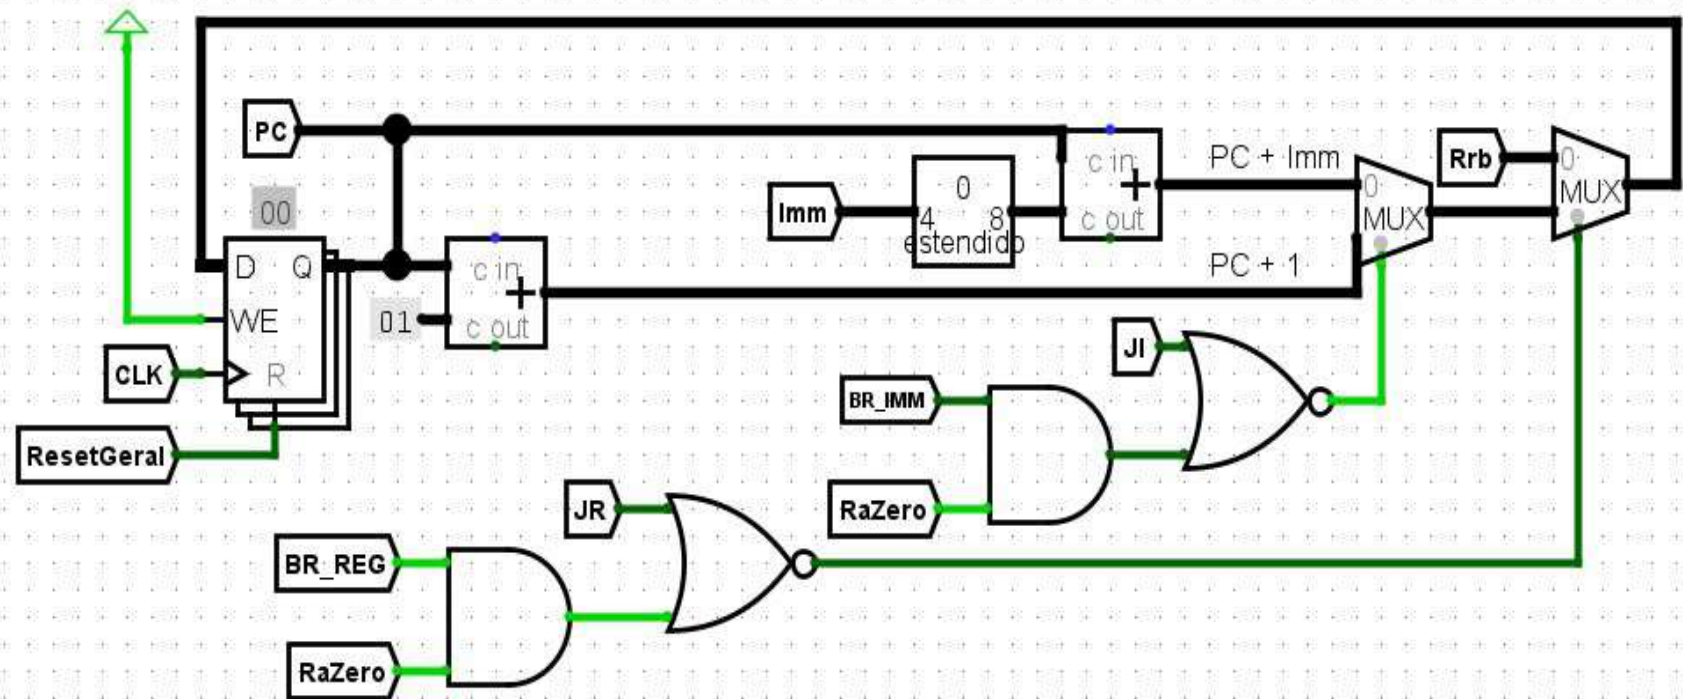 PC
00
D Q
WE
R
CLK
ResetGeral
01
c in
+
c out
Imm
0
4 8
estendido
c in
+
c out
PC + Imm
PC + 1
0
MUX
Rrb
0
MUX
JI
BR_IMM
RaZero
JR
BR_REG
RaZero